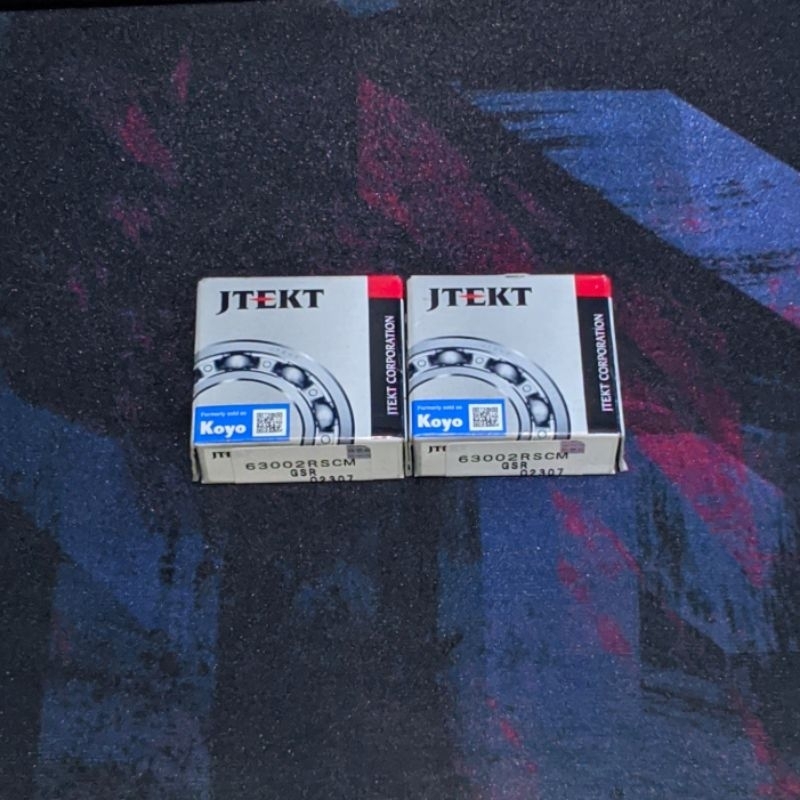 JTEKT
JTEKT CORPORATION
Formerly sold as
Koyo
63002RSCM
GSR
02307
JTEKT
JTEKT CORPORATION
Formerly sold as
Koyo
63002RSCM
GSR
02307